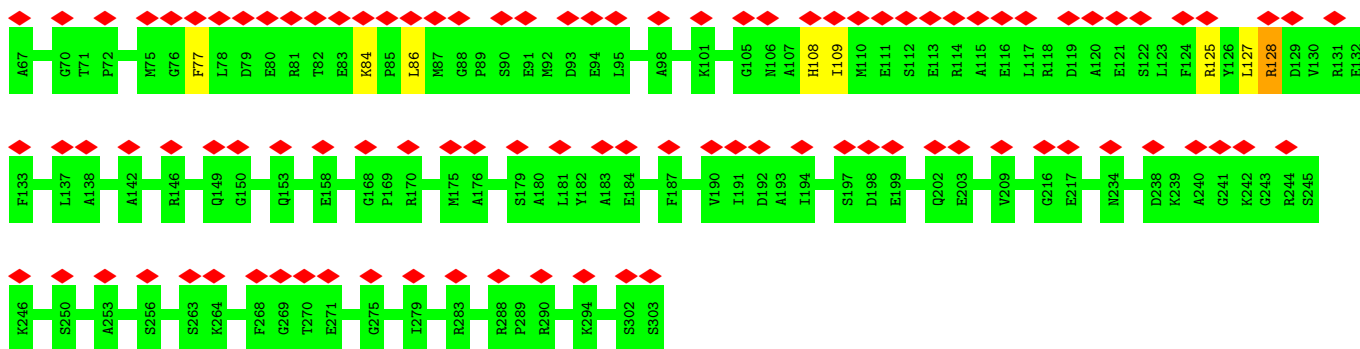 A67 G70 T71 P72 M75 G76 F77 L78 D79 E80 R81 T82 E83 K84 P85 L86 M87 G88 P89 S90 E91 M92 D93 E94 L95 A98 K101 G105 N106 A107 H108 I109 M110 E111 S112 E113 R114 A115 E116 L117 R118 D119 A120 E121 S122 L123 F124 R125 Y126 L127 R128 D129 V130 R131 E132
F133 L137 A138 A142 R146 Q149 G150 Q153 E158 G168 P169 R170 M175 A176 S179 A180 L181 Y182 A183 E184 F187 V190 I191 D192 A193 I194 S197 D198 E199 Q202 E203 V209 G216 E217 N234 D238 K239 A240 G241 K242 G243 R244 S245
K246 S250 A253 S256 S263 K264 F268 G269 T270 E271 G275 I279 R283 R288 P289 R290 K294 S302 S303